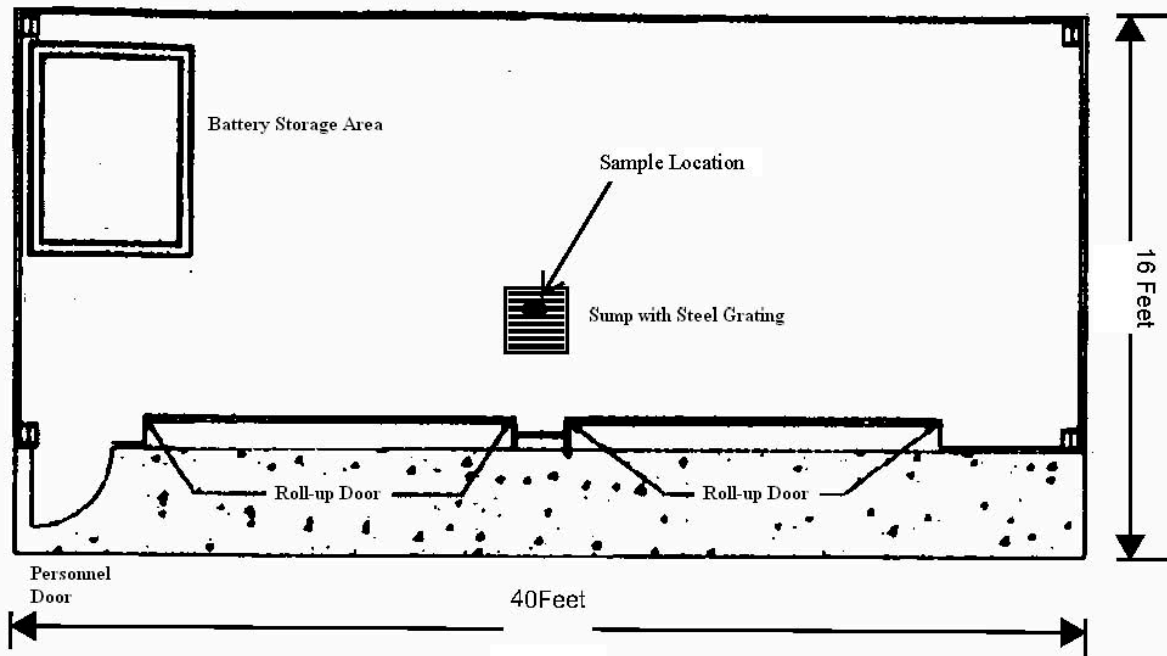 Battery Storage Area
Sample Location
Sump with Steel Grating
16 Feet
Roll-up Door
Roll-up Door
Personnel
Door
40Feet